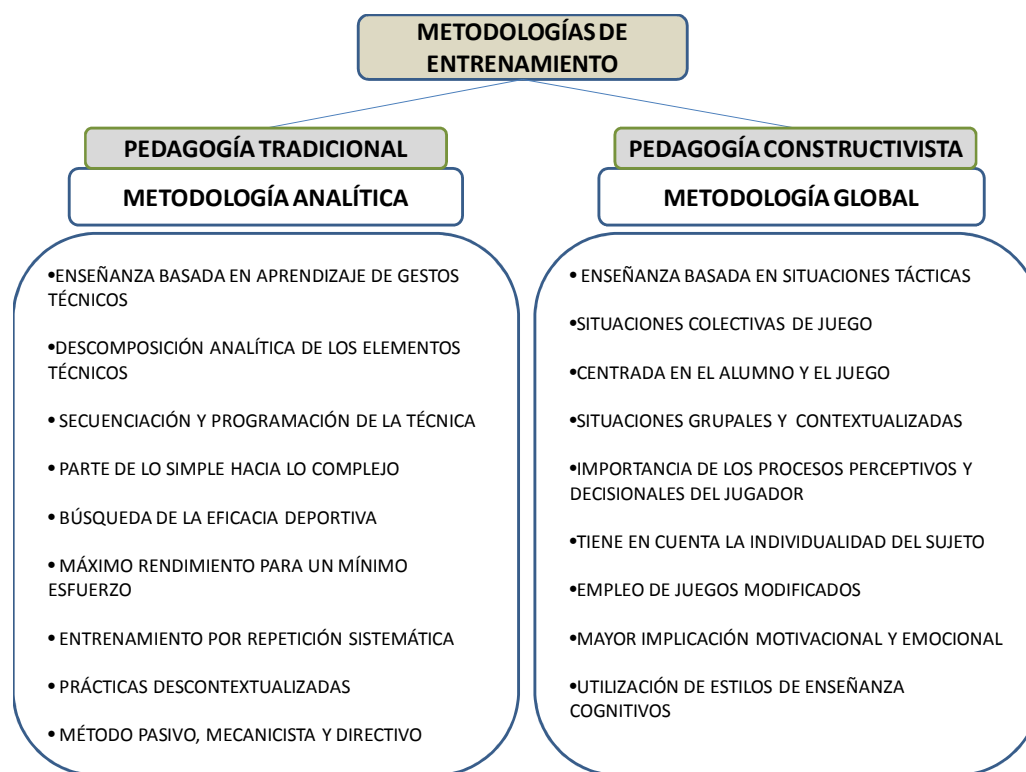 METODOLOGÍAS DE
ENTRENAMIENTO
PEDAGOGÍA TRADICIONAL
METODOLOGÍA ANALÍTICA
•ENSEÑANZA BASADA EN APRENDIZAJE DE GESTOS
TÉCNICOS
•DESCOMPOSICIÓN ANALÍTICA DE LOS ELEMENTOS
TÉCNICOS
• SECUENCIACIÓN Y PROGRAMACIÓN DE LA TÉCNICA
• PARTE DE LO SIMPLE HACIA LO COMPLEJO
• BÚSQUEDA DE LA EFICACIA DEPORTIVA
• MÁXIMO RENDIMIENTO PARA UN MÍNIMO
ESFUERZO
• ENTRENAMIENTO POR REPETICIÓN SISTEMÁTICA
• PRÁCTICAS DESCONTEXTUALIZADAS
• MÉTODO PASIVO, MECANICISTA Y DIRECTIVO
PEDAGOGÍA CONSTRUCTIVISTA
METODOLOGÍA GLOBAL
• ENSEÑANZA BASADA EN SITUACIONES TÁCTICAS
•SITUACIONES COLECTIVAS DE JUEGO
•CENTRADA EN EL ALUMNO Y EL JUEGO
•SITUACIONES GRUPALES Y CONTEXTUALIZADAS
•IMPORTANCIA DE LOS PROCESOS PERCEPTIVOS Y
DECISIONALES DEL JUGADOR
•TIENE EN CUENTA LA INDIVIDUALIDAD DEL SUJETO
•EMPLEO DE JUEGOS MODIFICADOS
•MAYOR IMPLICACIÓN MOTIVACIONAL Y EMOCIONAL
•UTILIZACIÓN DE ESTILOS DE ENSEÑANZA
COGNITIVOS